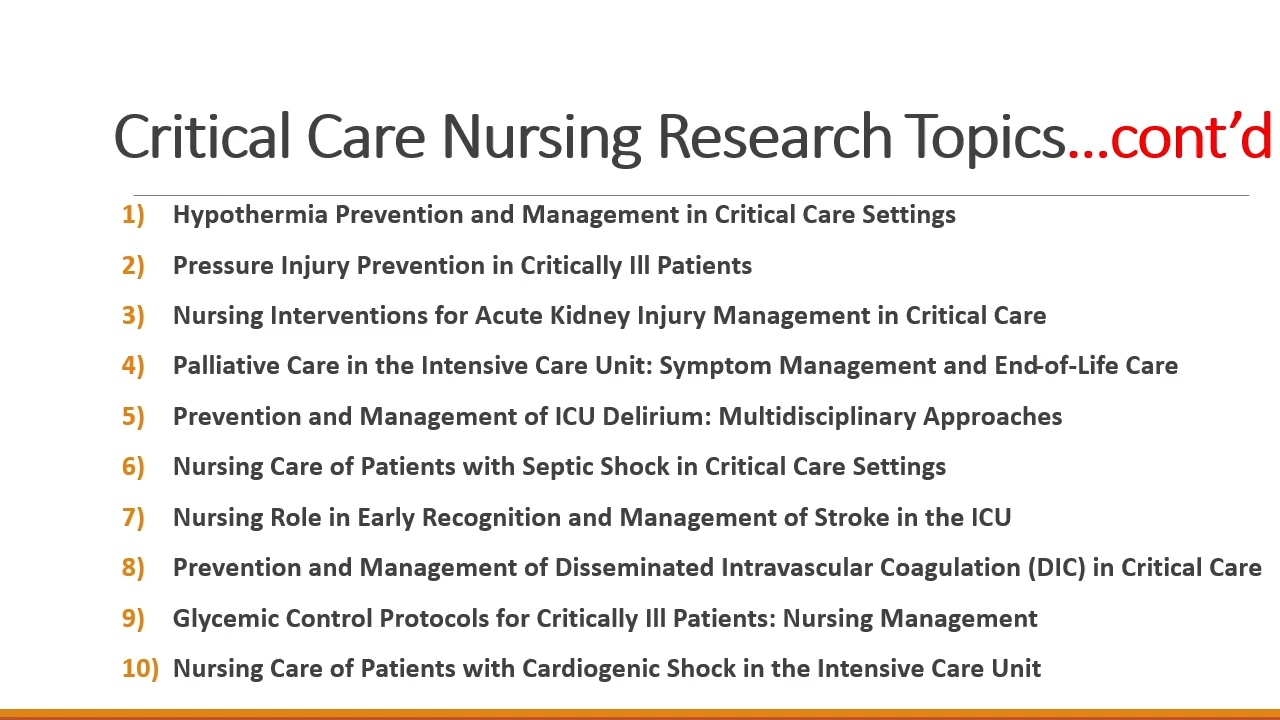 Critical Care Nursing Research Topics...cont’d
1) Hypothermia Prevention and Management in Critical Care Settings
2) Pressure Injury Prevention in Critically Ill Patients
3) Nursing Interventions for Acute Kidney Injury Management in Critical Care
4) Palliative Care in the Intensive Care Unit: Symptom Management and End-of-Life Care
5) Prevention and Management of ICU Delirium: Multidisciplinary Approaches
6) Nursing Care of Patients with Septic Shock in Critical Care Settings
7) Nursing Role in Early Recognition and Management of Stroke in the ICU
8) Prevention and Management of Disseminated Intravascular Coagulation (DIC) in Critical Care
9) Glycemic Control Protocols for Critically Ill Patients: Nursing Management
10) Nursing Care of Patients with Cardiogenic Shock in the Intensive Care Unit